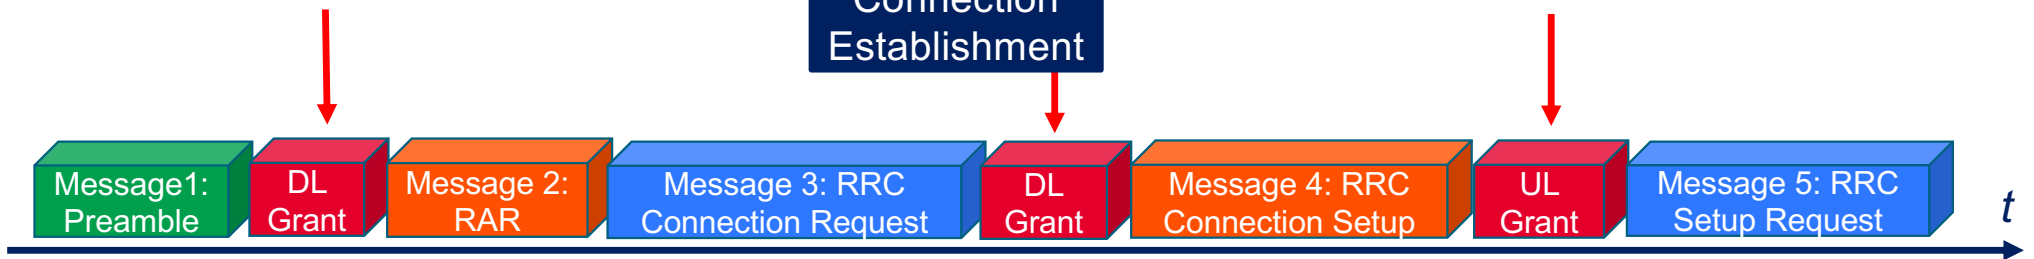 Connection
Establishment
Message1:
Preamble
DL
Grant
Message 2:
RAR
Message 3: RRC
Connection Request
DL
Grant
Message 4: RRC
Connection Setup
UL
Grant
Message 5: RRC
Setup Request
t